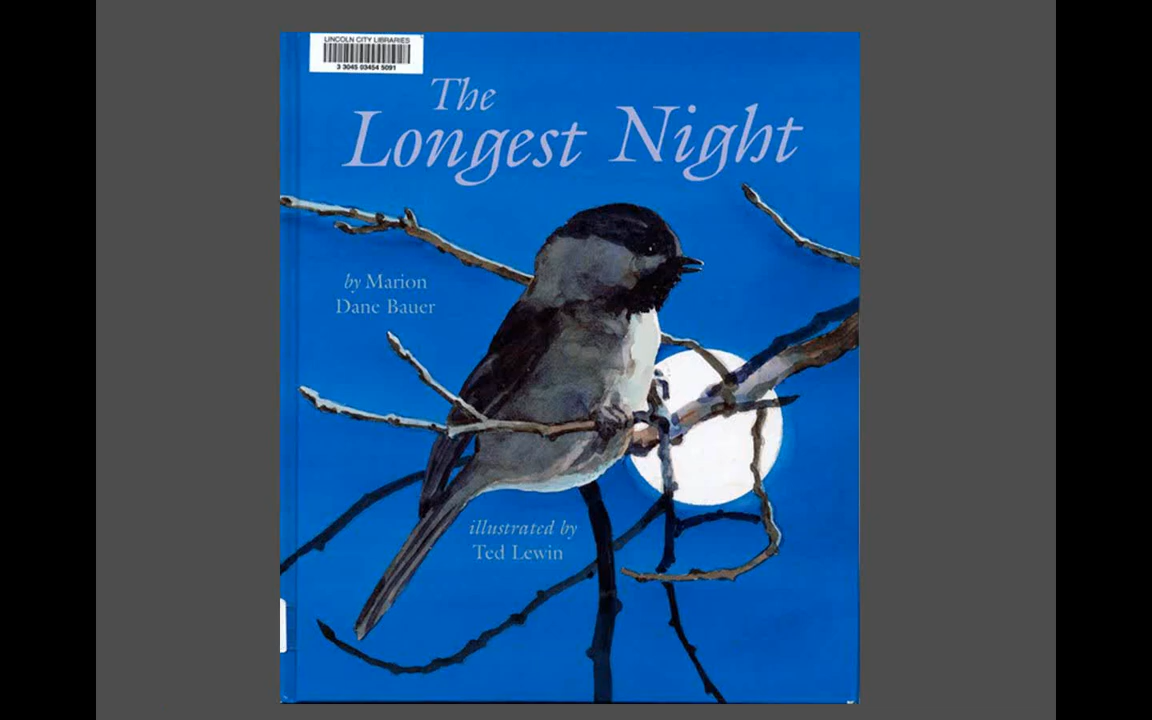 LINCOLN CITY LIBRARIES
3 3045 03454 5091
The
Longest Night
by Marion
Dane Bauer
illustrated by
Ted Lewin